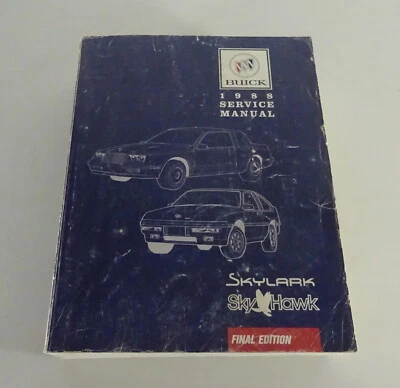 BUICK
1988
SERVICE
MANUAL
SKYLARK
SkyHawk
FINAL EDITION